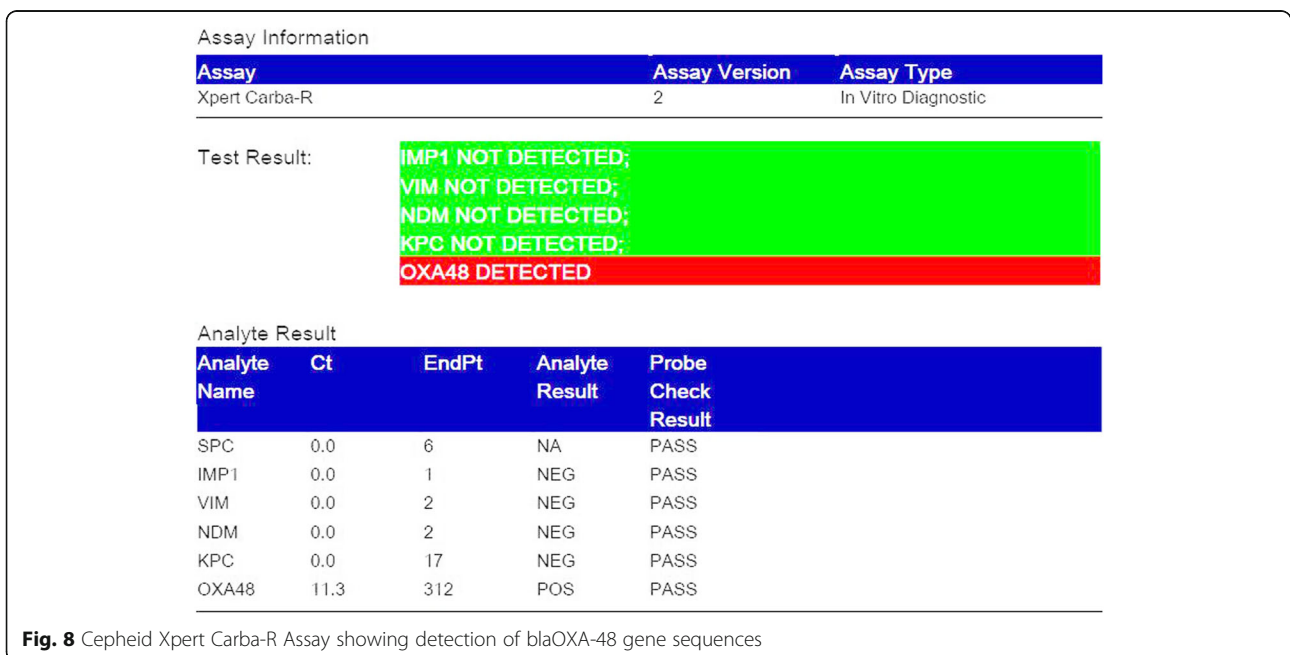 Assay Information
Assay Assay Version Assay Type
Xpert Carba-R 2 In Vitro Diagnostic
Test Result: IMP1 NOT DETECTED;
VIM NOT DETECTED;
NDM NOT DETECTED;
KPC NOT DETECTED;
OXA48 DETECTED
Analyte Result
Analyte Ct EndPt Analyte Probe
Name Result Check
Result
SPC 0.0 6 NA PASS
IMP1 0.0 1 NEG PASS
VIM 0.0 2 NEG PASS
NDM 0.0 2 NEG PASS
KPC 0.0 17 NEG PASS
OXA48 11.3 312 POS PASS
Fig. 8 Cepheid Xpert Carba-R Assay showing detection of blaOXA-48 gene sequences